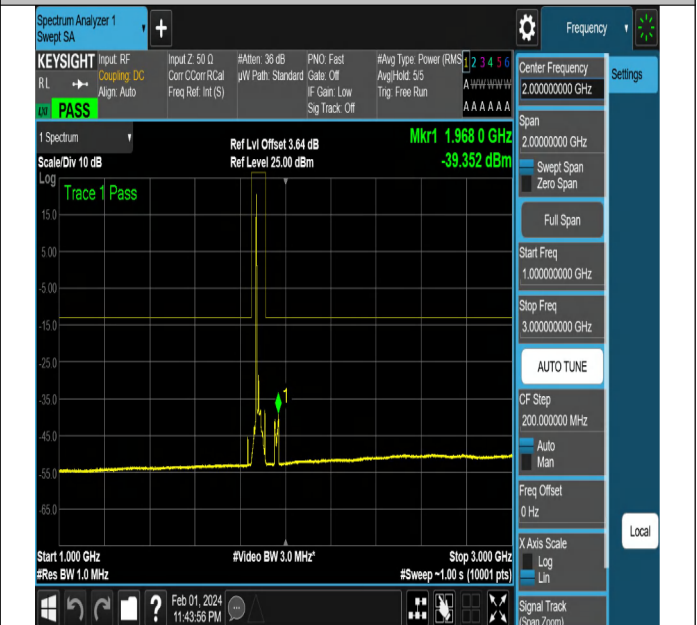 Spectrum Analyzer 1
Swept SA
Frequency
KEYSIGHT
RL
PASS
Input: RF
Coupling: DC
Align: Auto
Input Z: 50 Ω
Corr CCorr RCal
Freq Ref: Int (S)
#Atten: 36 dB
µW Path: Standard
PNO: Fast
Gate: Off
IF Gain: Low
Sig Track: Off
#Avg Type: Power (RMS
Avg|Hold: 5/5
Trig: Free Run
1 2 3 4 5 6
A W W W W W
A A A A A A
1 Spectrum
Scale/Div 10 dB
Ref Lvl Offset 3.64 dB
Ref Level 25.00 dBm
Mkr1 1.968 0 GHz
-39.352 dBm
Log
Trace 1 Pass
15.0
5.00
-5.00
-15.0
-25.0
-35.0
-45.0
-55.0
-65.0
1
Start 1.000 GHz
#Res BW 1.0 MHz
#Video BW 3.0 MHz*
Stop 3.000 GHz
#Sweep ~1.00 s (10001 pts)
Feb 01, 2024
11:43:56 PM
Center Frequency
2.000000000 GHz
Settings
Span
2.00000000 GHz
Swept Span
Zero Span
Full Span
Start Freq
1.000000000 GHz
Stop Freq
3.000000000 GHz
AUTO TUNE
CF Step
200.000000 MHz
Auto
Man
Freq Offset
0 Hz
X Axis Scale
Log
Lin
Local
Signal Track
(Span Zoom)